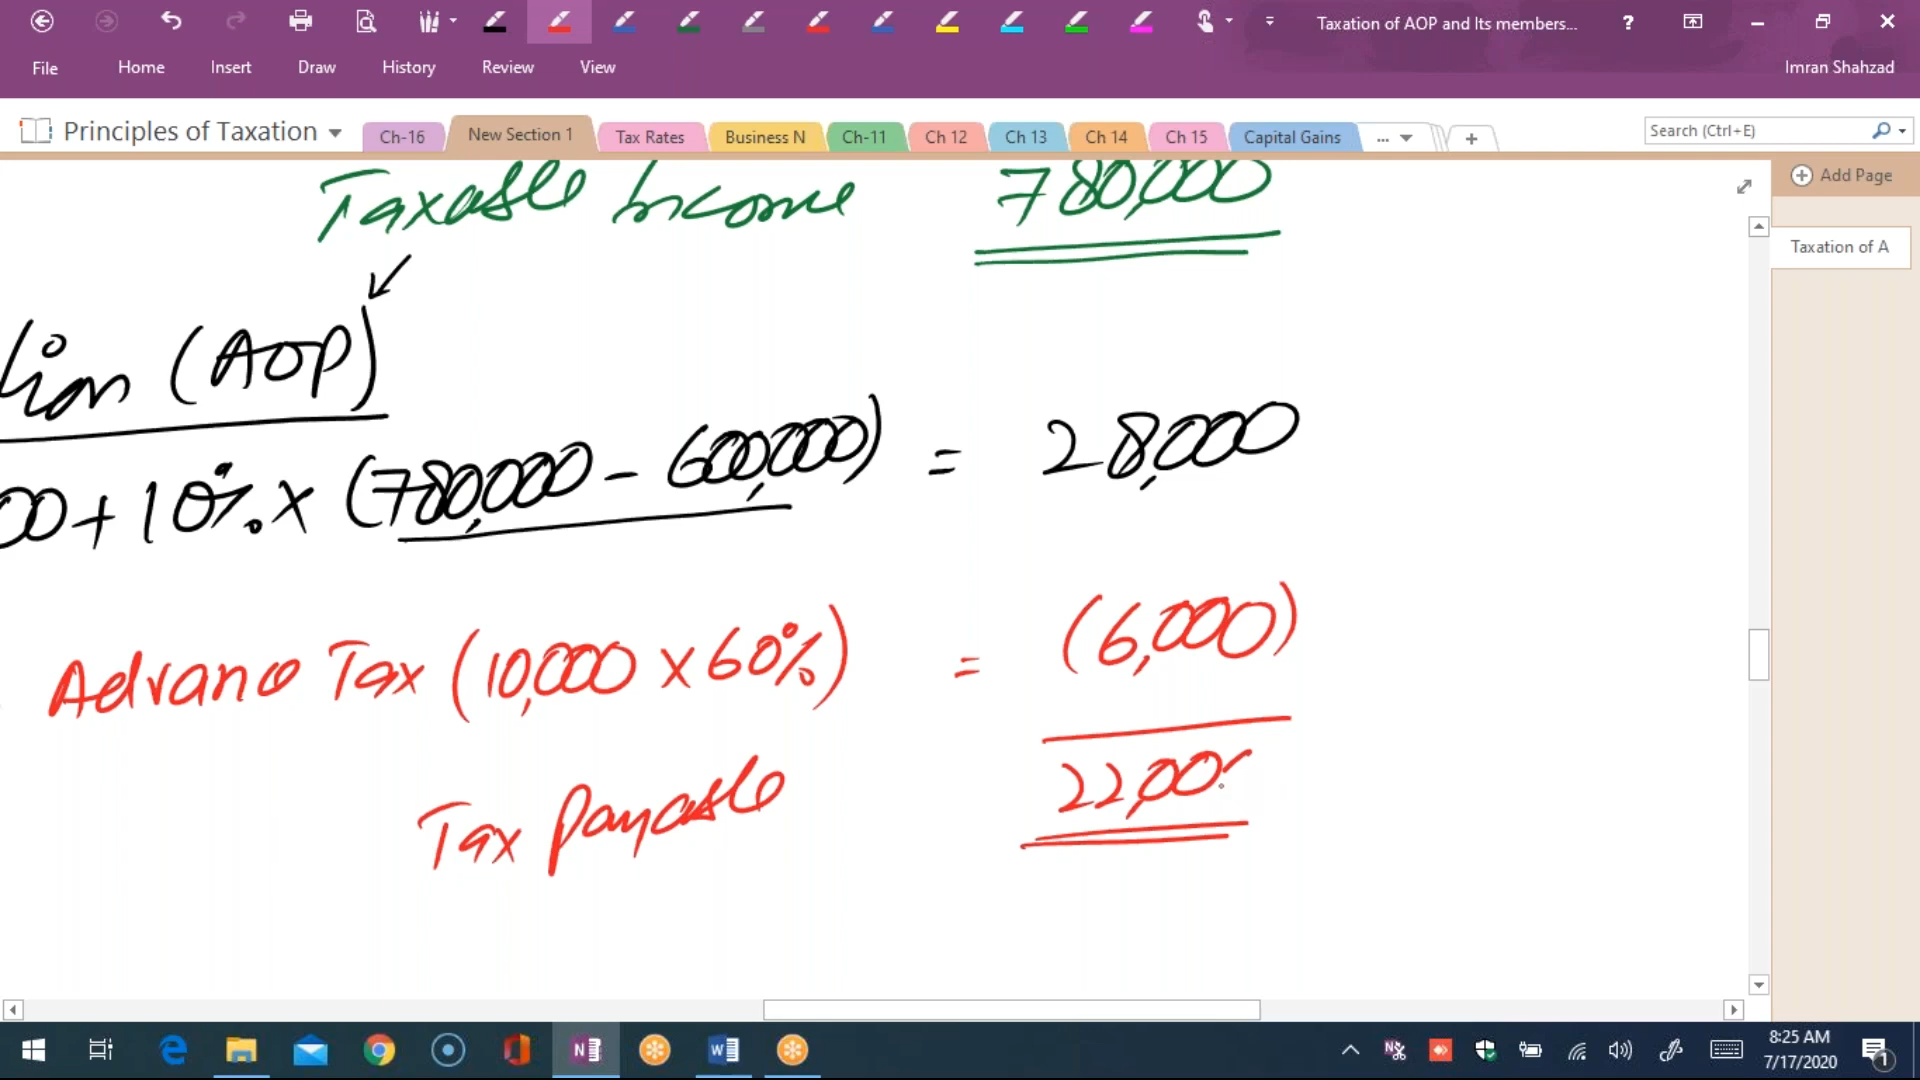 Taxation of AOP and Its members...
?
File
Home
Insert
Draw
History
Review
View
Imran Shahzad
Principles of Taxation
Ch-16
New Section 1
Tax Rates
Business N
Ch-11
Ch 12
Ch 13
Ch 14
Ch 15
Capital Gains
...
Search (Ctrl+E)
Add Page
Taxation of A
Taxable Income 780,000
tion (AOP)
00 + 10% × (780,000 - 600,000) = 28,000
Advance Tax (10,000 × 60%) = (6,000)
Tax Payable 22,00
8:25 AM
7/17/2020
1